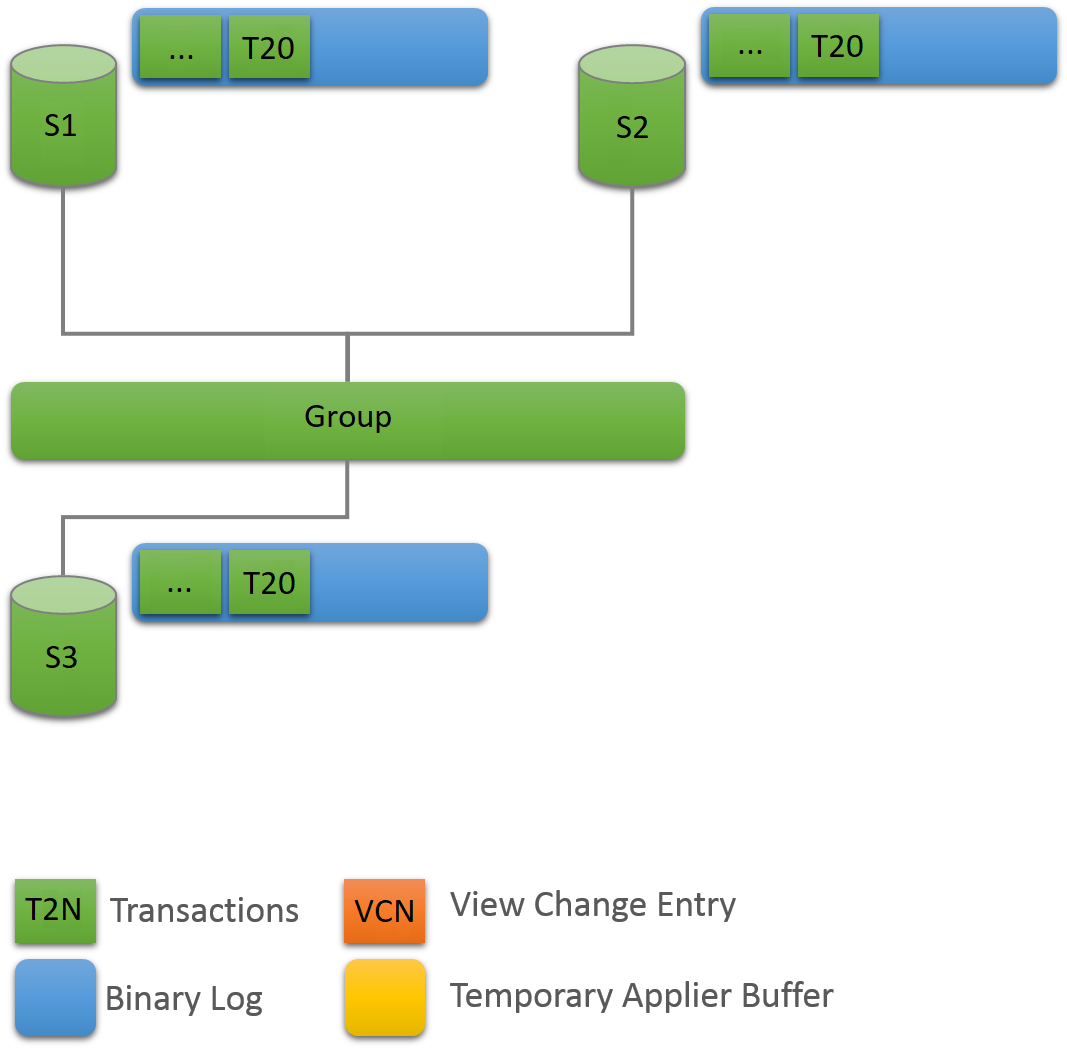 ... T20
... T20
S1
S2
Group
... T20
S3
T2N Transactions
VCN View Change Entry
Binary Log
Temporary Applier Buffer